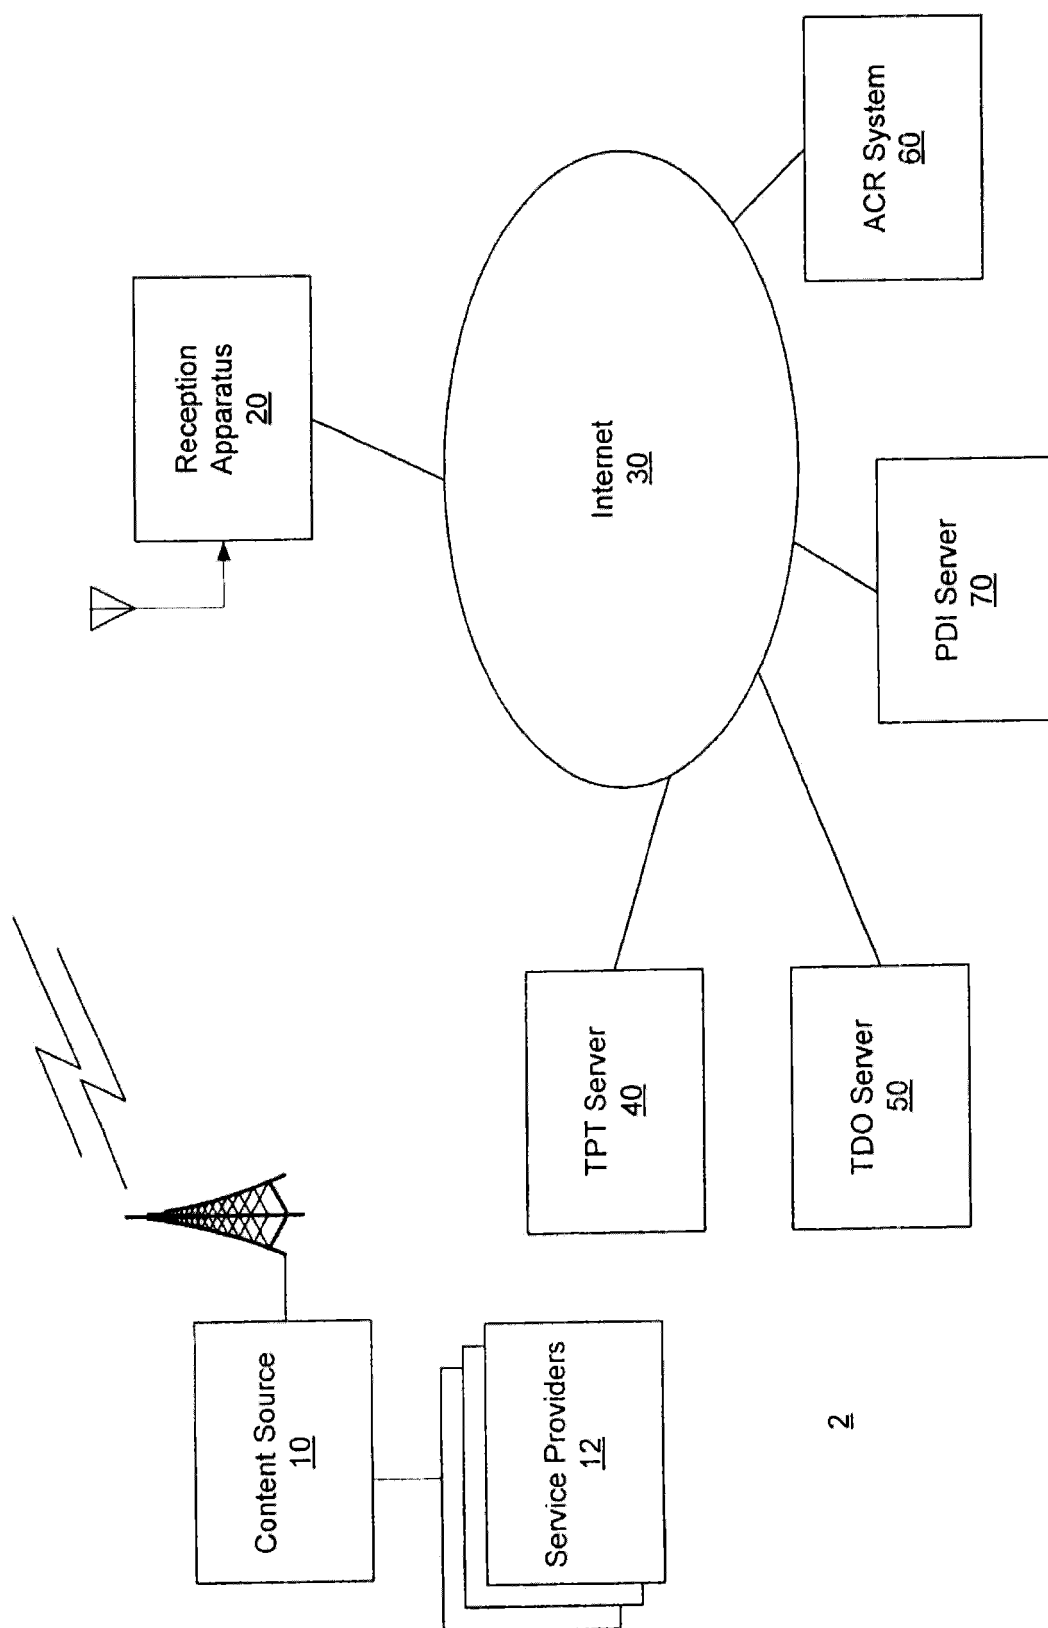 Content Source
10
Service Providers
12
2
Reception
Apparatus
20
TPT Server
40
TDO Server
50
Internet
30
PDI Server
70
ACR System
60